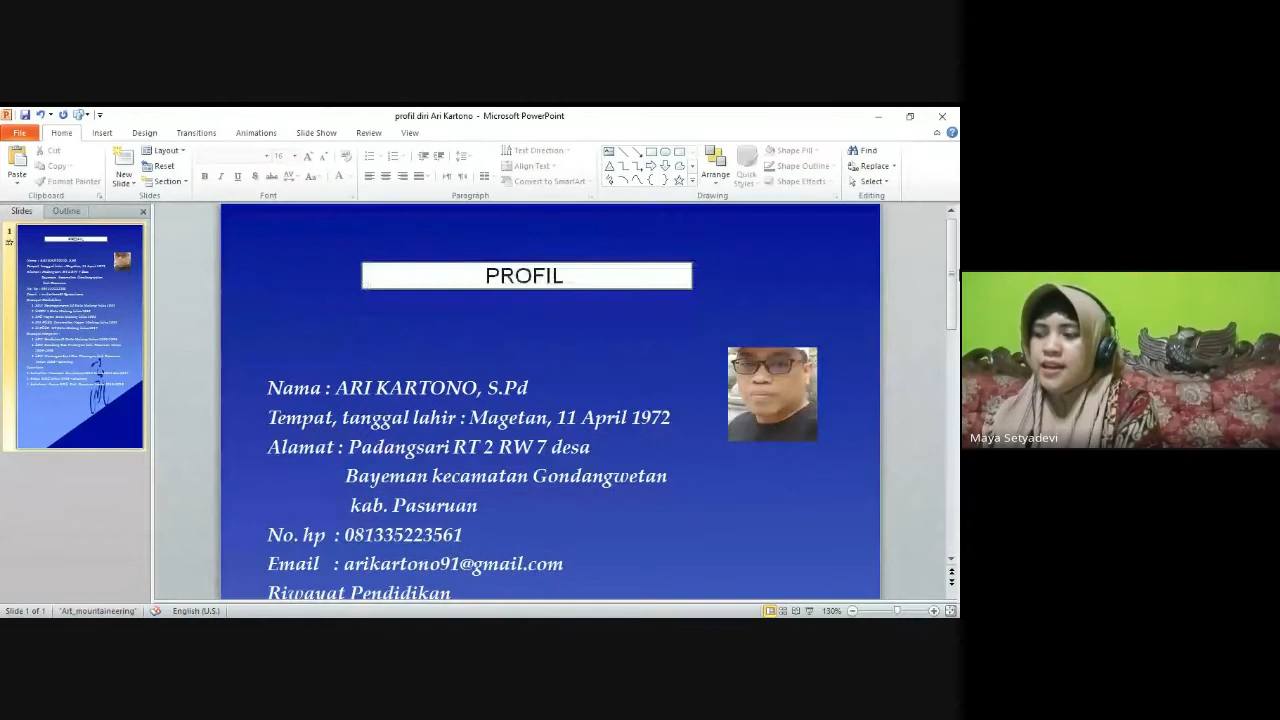 profil diri Ari Kartono - Microsoft PowerPoint
File Home Insert Design Transitions Animations Slide Show Review View
Cut
Copy
Format Painter
Paste
Clipboard
New Slide
Layout
Reset
Section
Slides
16
Font
Paragraph
Text Direction
Align Text
Convert to SmartArt
Arrange
Quick Styles
Shape Fill
Shape Outline
Shape Effects
Drawing
Find
Replace
Select
Editing
Slides Outline
1
PROFIL
Nama : ARI KARTONO, S.Pd
Tempat, tanggal lahir : Magetan, 11 April 1972
Alamat : Padangsari RT 2 RW 7 desa
Bayeman kecamatan Gondangwetan
kab. Pasuruan
No. hp : 081335223561
Email : arikartono91@gmail.com
Riwayat Pendidikan
Maya Setyadevi
Slide 1 of 1 "Art_mountaineering" English (U.S.) 130%